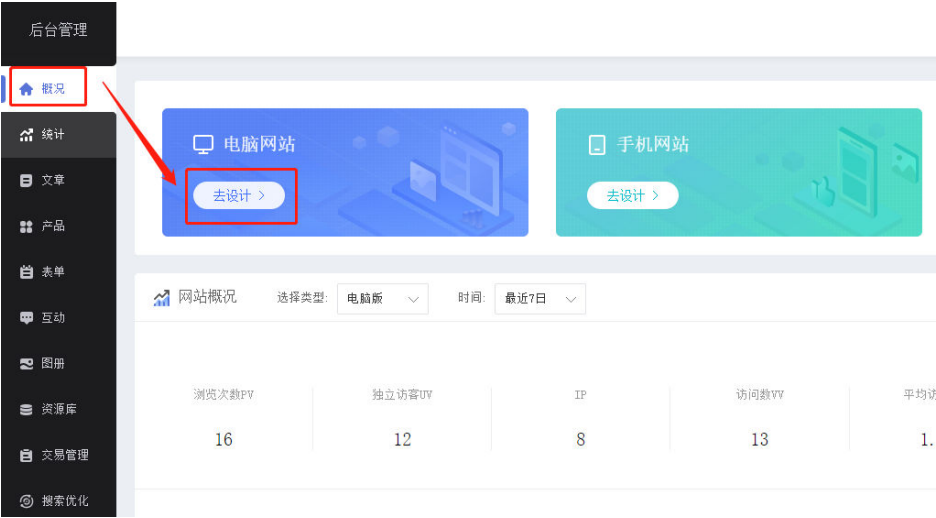 后台管理
概况
统计
文章
产品
表单
互动
图册
资源库
交易管理
搜索优化
电脑网站
去设计 >
手机网站
去设计 >
网站概况 选择类型: 电脑版 时间: 最近7日
浏览次数PV 独立访客UV IP 访问数VV 平均访
16 12 8 13 1.